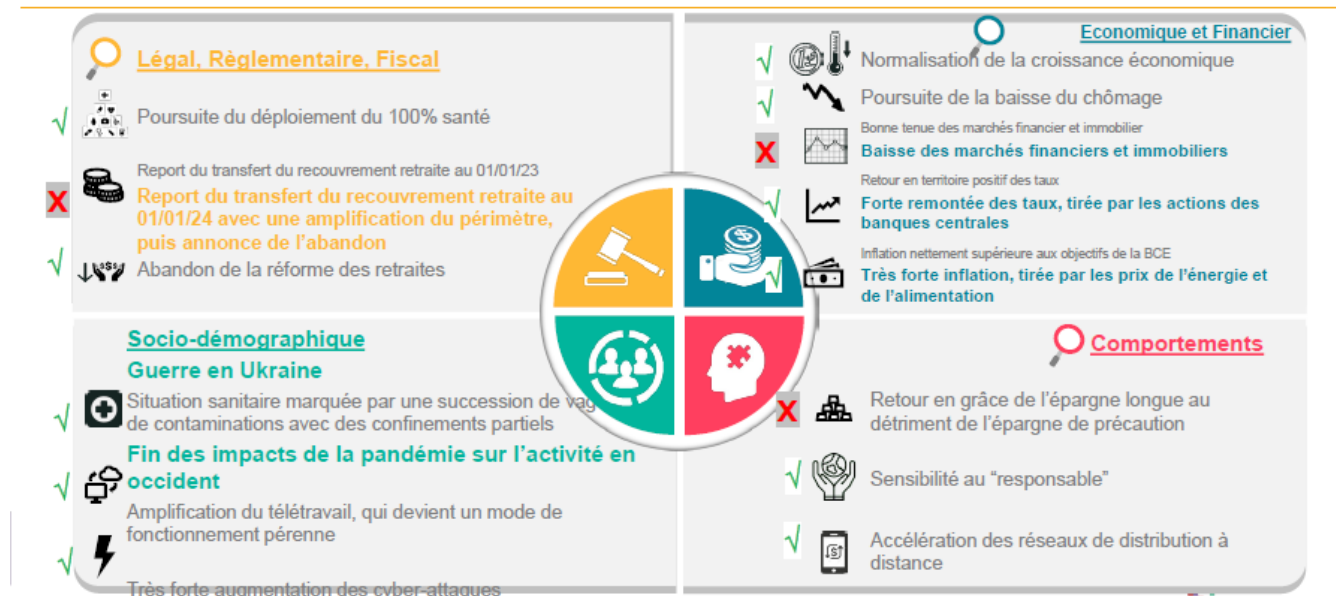 Légal, Règlementaire, Fiscal
Poursuite du déploiement du 100% santé
Report du transfert du recouvrement retraite au 01/01/23
X
Report du transfert du recouvrement retraite au
01/01/24 avec une amplification du périmètre,
puis annonce de l'abandon
Abandon de la réforme des retraites
Economique et Financier
Normalisation de la croissance économique
Poursuite de la baisse du chômage
Bonne tenue des marchés financier et immobilier
X
Baisse des marchés financiers et immobiliers
Retour en territoire positif des taux
Forte remontée des taux, tirée par les actions des
banques centrales
Inflation nettement supérieure aux objectifs de la BCE
Très forte inflation, tirée par les prix de l'énergie et
de l'alimentation
Socio-démographique
Guerre en Ukraine
Situation sanitaire marquée par une succession de
de contaminations avec des confinements partiels
Fin des impacts de la pandémie sur l'activité en
occident
Amplification du télétravail, qui devient un mode de
fonctionnement pérenne
Très forte augmentation des cyber-attaques
Comportements
X
Retour en grâce de l'épargne longue au
détriment de l'épargne de précaution
Sensibilité au "responsable"
Accélération des réseaux de distribution à
distance